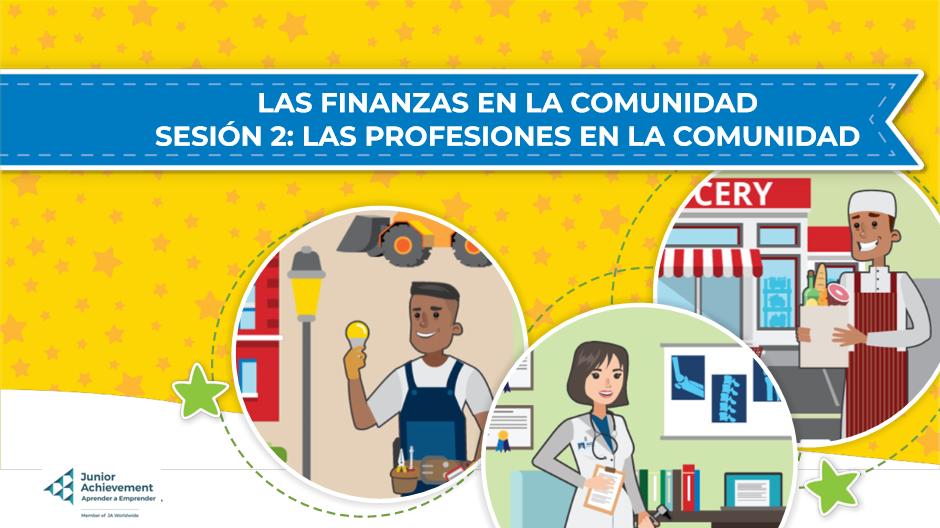 LAS FINANZAS EN LA COMUNIDAD
SESIÓN 2: LAS PROFESIONES EN LA COMUNIDAD
CERY
Junior
Achievement
Aprender a Emprender
Member of JA Worldwide